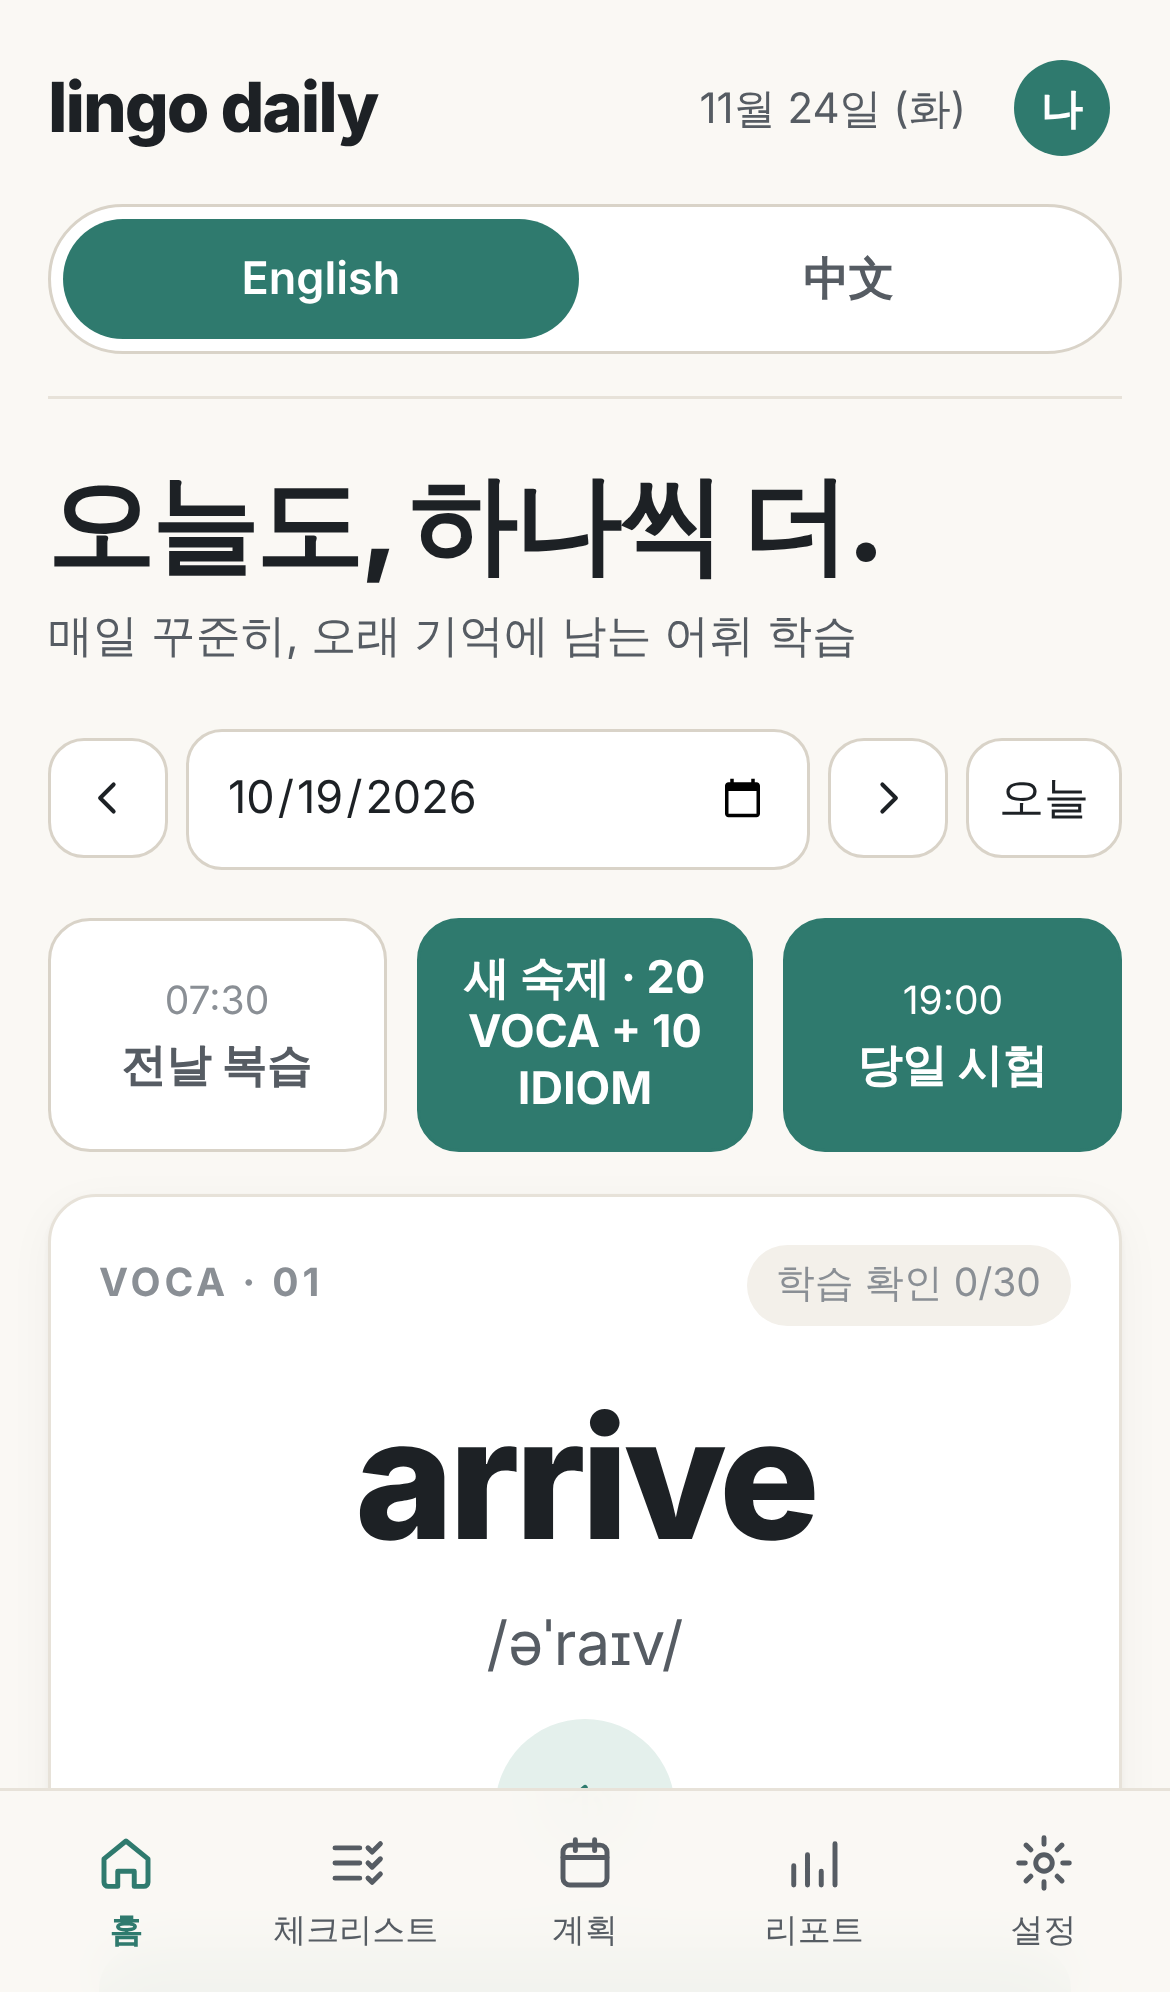 lingo daily
11월 24일 (화)
나
English
中文
오늘도, 하나씩 더.
매일 꾸준히, 오래 기억에 남는 어휘 학습
10/19/2026
오늘
07:30
전날 복습
새 숙제 · 20
VOCA + 10
IDIOM
19:00
당일 시험
VOCA · 01
학습 확인 0/30
arrive
/əˈraɪv/
홈
체크리스트
계획
리포트
설정